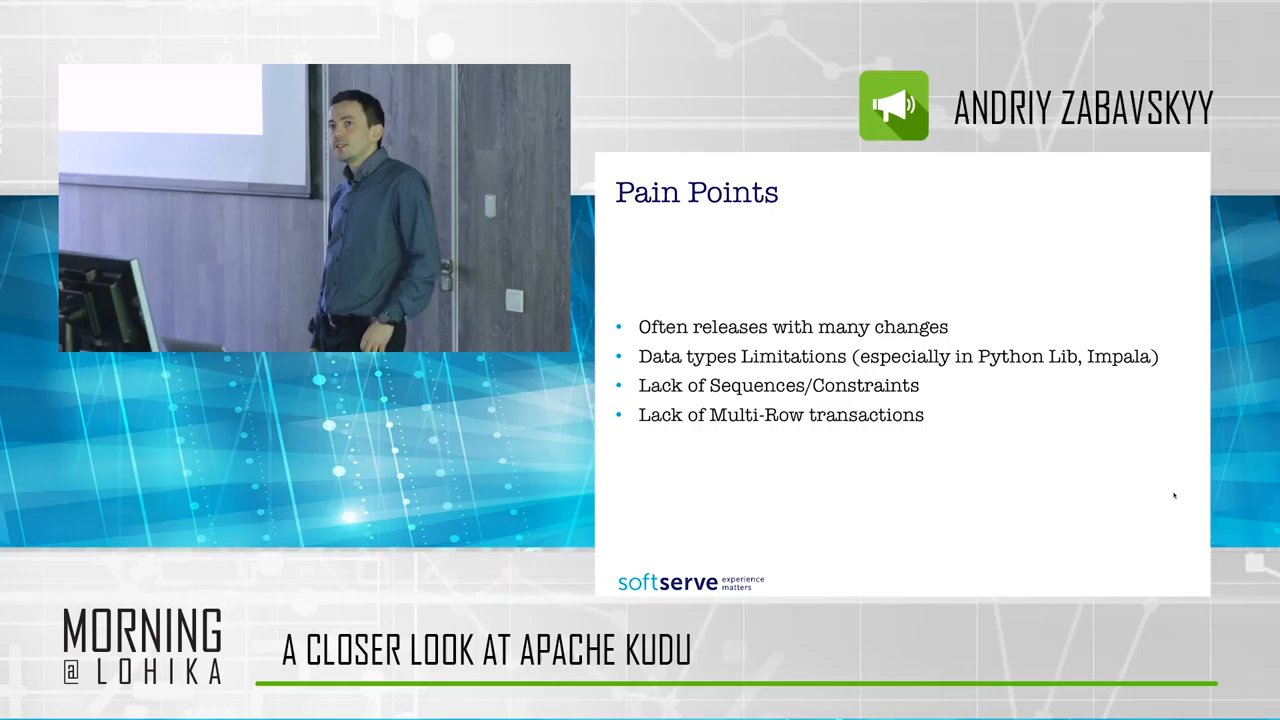 ANDRIY ZABAVSKYY
Pain Points
• Often releases with many changes
• Data types Limitations (especially in Python Lib, Impala)
• Lack of Sequences/Constraints
• Lack of Multi-Row transactions
softserve experience matters
MORNING
@ LOHIKA
A CLOSER LOOK AT APACHE KUDU